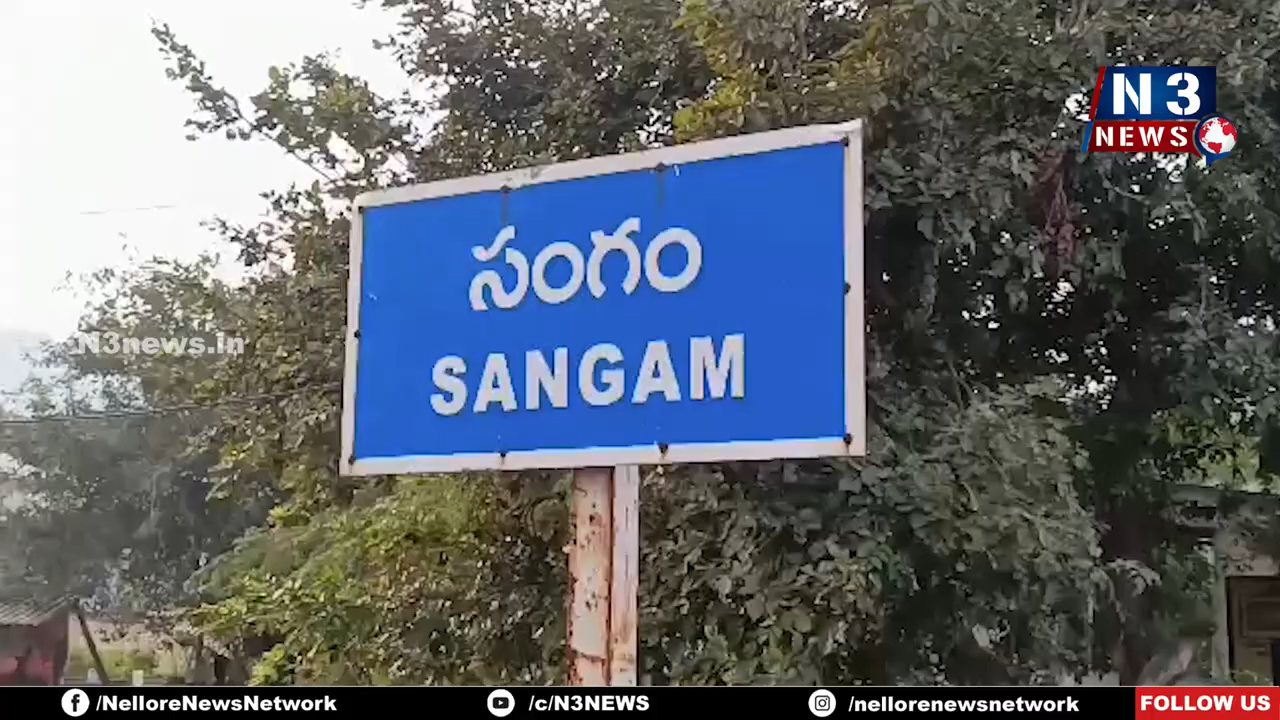 N3
NEWS
సంగం
N3news.in
SANGAM
/NelloreNewsNetwork
/c/N3NEWS
/nellorenewsnetwork
FOLLOW US